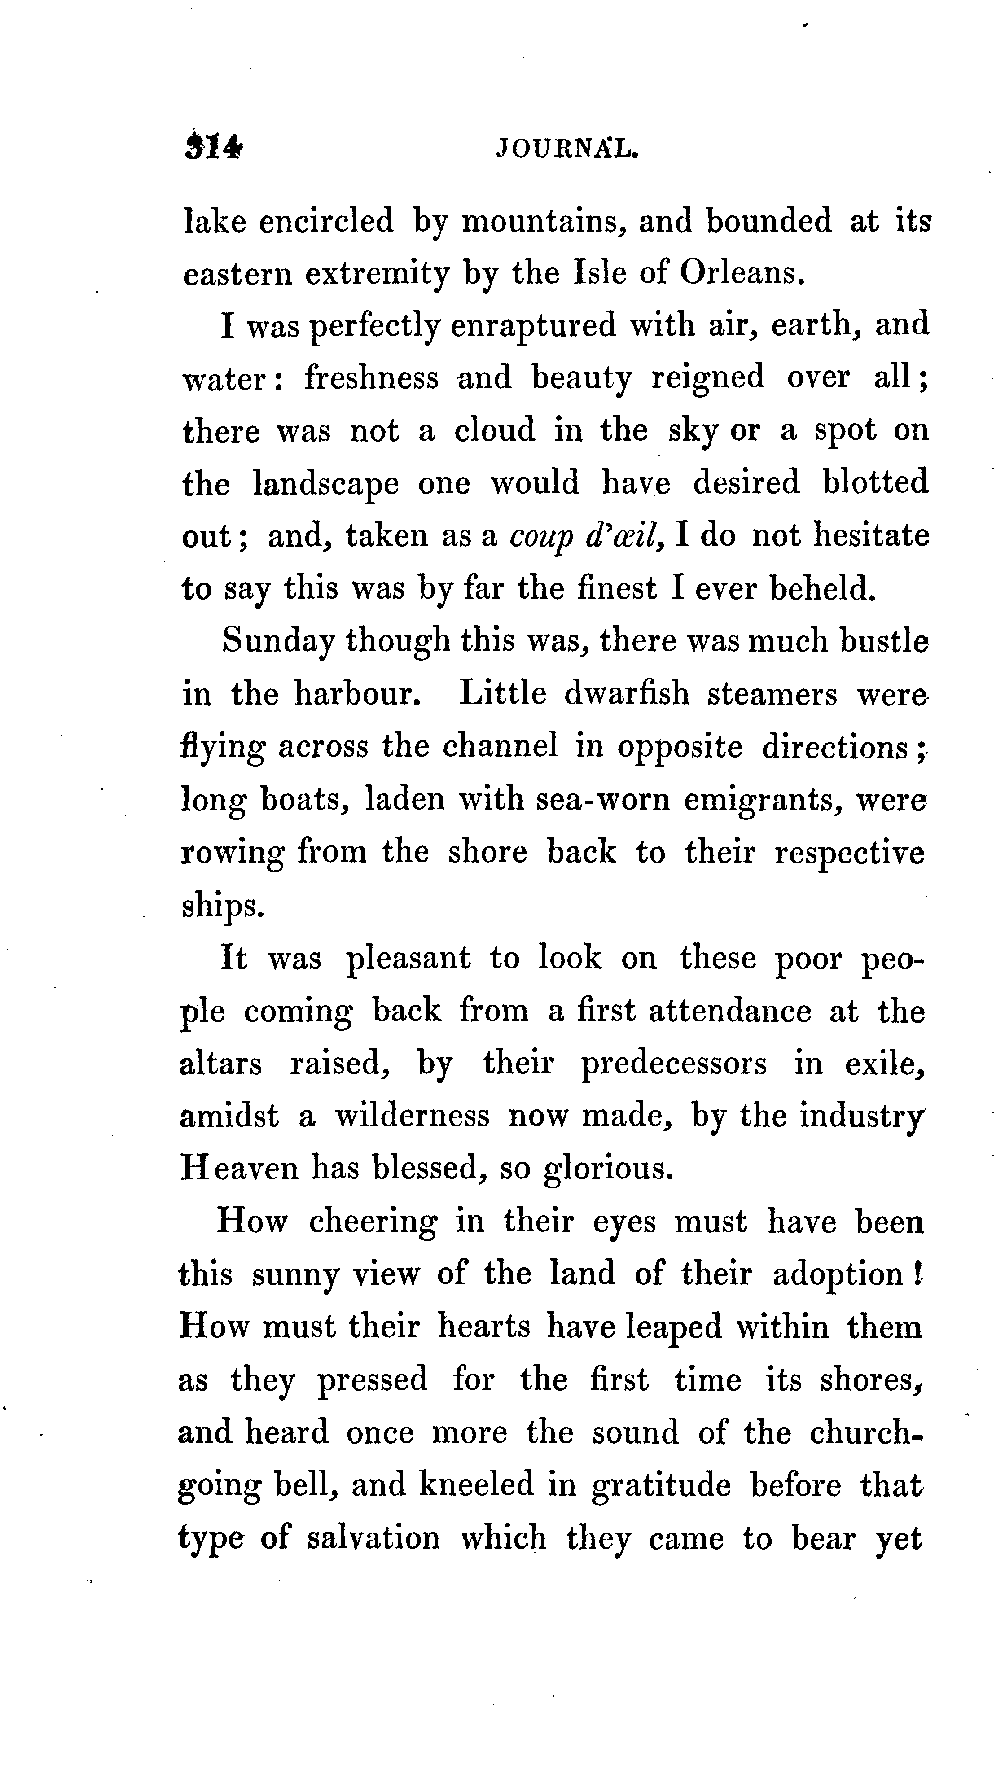 314 JOURNAL.
lake encircled by mountains, and bounded at its
eastern extremity by the Isle of Orleans.
I was perfectly enraptured with air, earth, and
water: freshness and beauty reigned over all;
there was not a cloud in the sky or a spot on
the landscape one would have desired blotted
out; and, taken as a coup d'œil, I do not hesitate
to say this was by far the finest I ever beheld.
Sunday though this was, there was much bustle
in the harbour. Little dwarfish steamers were
flying across the channel in opposite directions;
long boats, laden with sea-worn emigrants, were
rowing from the shore back to their respective
ships.
It was pleasant to look on these poor peo-
ple coming back from a first attendance at the
altars raised, by their predecessors in exile,
amidst a wilderness now made, by the industry
Heaven has blessed, so glorious.
How cheering in their eyes must have been
this sunny view of the land of their adoption!
How must their hearts have leaped within them
as they pressed for the first time its shores,
and heard once more the sound of the church-
going bell, and kneeled in gratitude before that
type of salvation which they came to bear yet